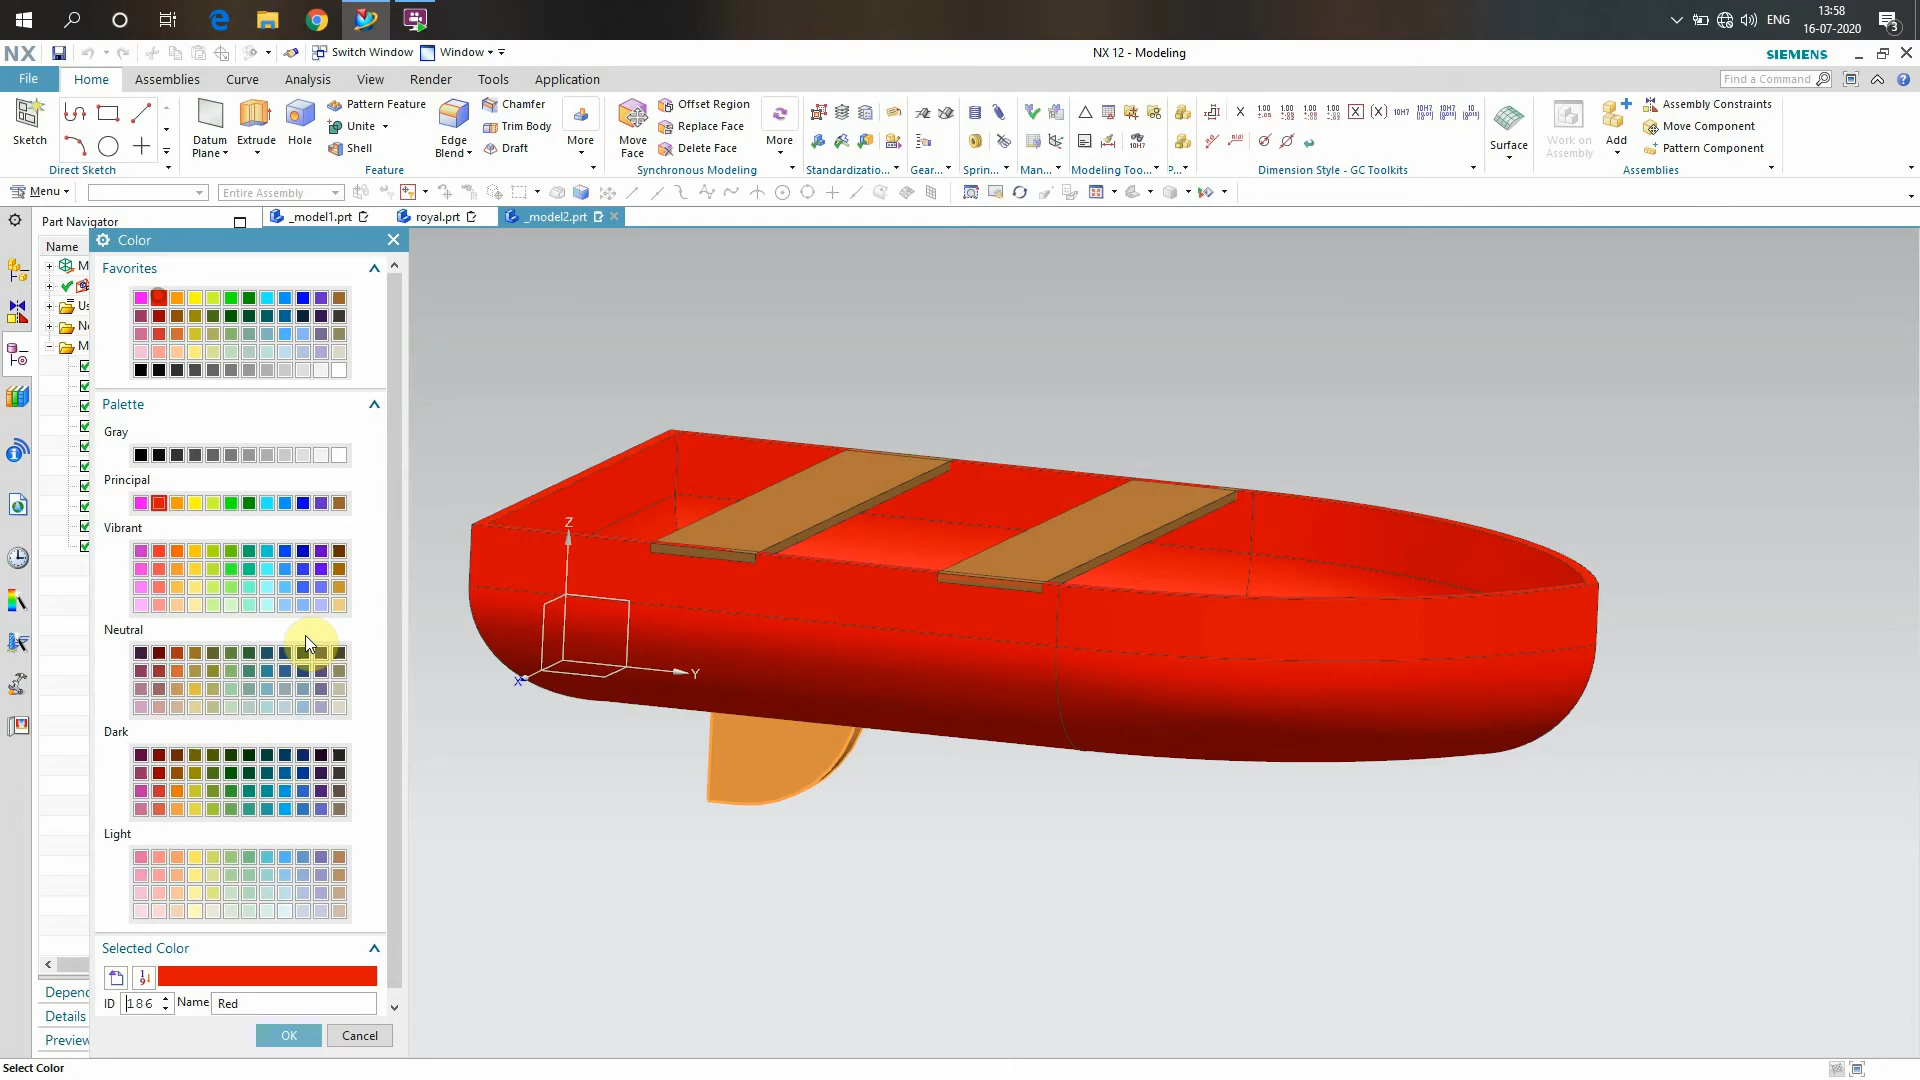 13:58
ENG
16-07-2020
3
NX
Switch Window
Window
NX 12 - Modeling
SIEMENS
File
Home
Assemblies
Curve
Analysis
View
Render
Tools
Application
Find a Command
Sketch
Direct Sketch
Datum Plane
Extrude
Hole
Pattern Feature
Unite
Shell
Edge Blend
Chamfer
Trim Body
Draft
More
Feature
Move Face
Offset Region
Replace Face
Delete Face
More
Synchronous Modeling
Standardizatio...
Gear...
Sprin...
Man...
Modeling Too...
P...
Dimension Style - GC Toolkits
Surface
Work on Assembly
Add
Assembly Constraints
Move Component
Pattern Component
Assemblies
Menu
Entire Assembly
Part Navigator
_model1.prt
royal.prt
_model2.prt
Name
M
Us
N
M
Color
Favorites
Palette
Gray
Principal
Vibrant
Neutral
Dark
Light
Selected Color
ID
186
Name
Red
OK
Cancel
Depen
Details
Preview
Z
Y
X
Select Color